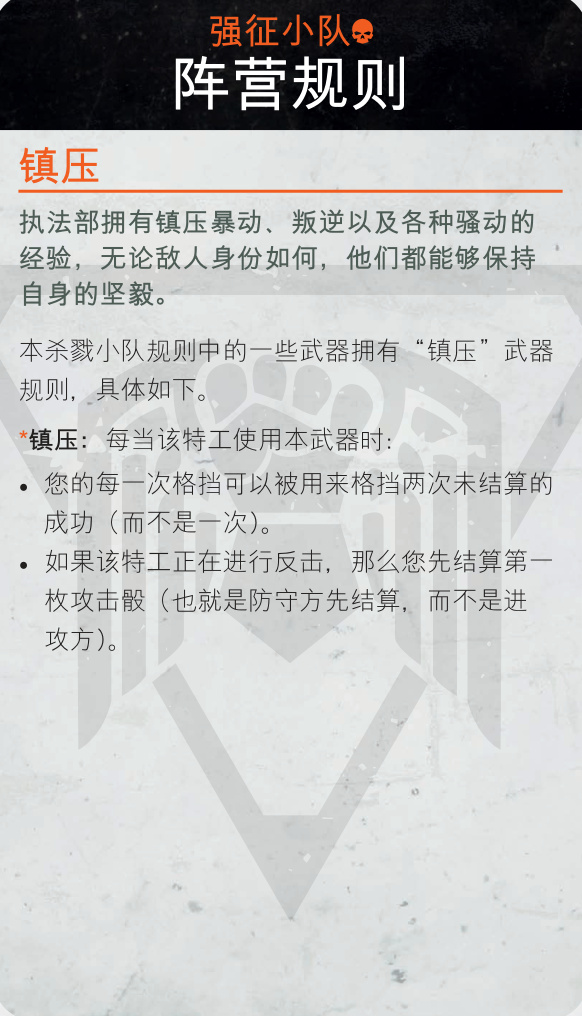 强征小队
阵营规则
镇压
执法部拥有镇压暴动、叛逆以及各种骚动的
经验，无论敌人身份如何，他们都能够保持
自身的坚毅。
本杀戮小队规则中的一些武器拥有“镇压”武器
规则，具体如下。
*镇压：每当该特工使用本武器时：
• 您的每一次格挡可以被用来格挡两次未结算的
成功（而不是一次）。
• 如果该特工正在进行反击，那么您先结算第一
枚攻击骰（也就是防守方先结算，而不是进
攻方）。